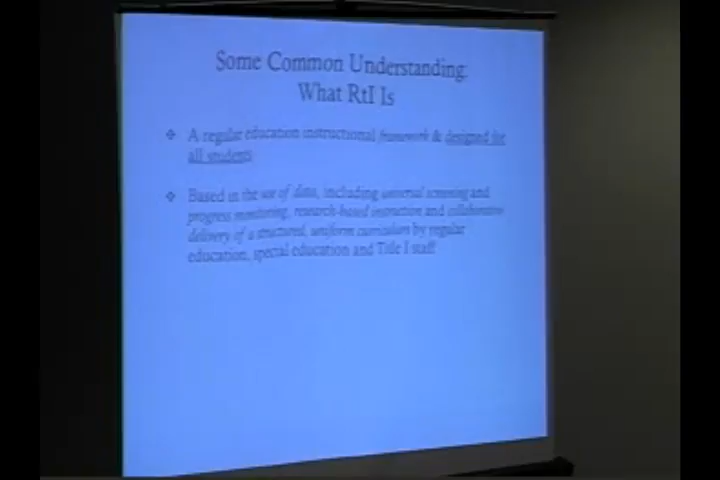 Some Common Understanding:
What RtI Is
❖ A regular education instructional framework & designed for
all students
❖ Based in the use of data, including universal screening and
progress monitoring, research-based instruction and collaborative
delivery of a structured, uniform curriculum by regular
education, special education and Title I staff